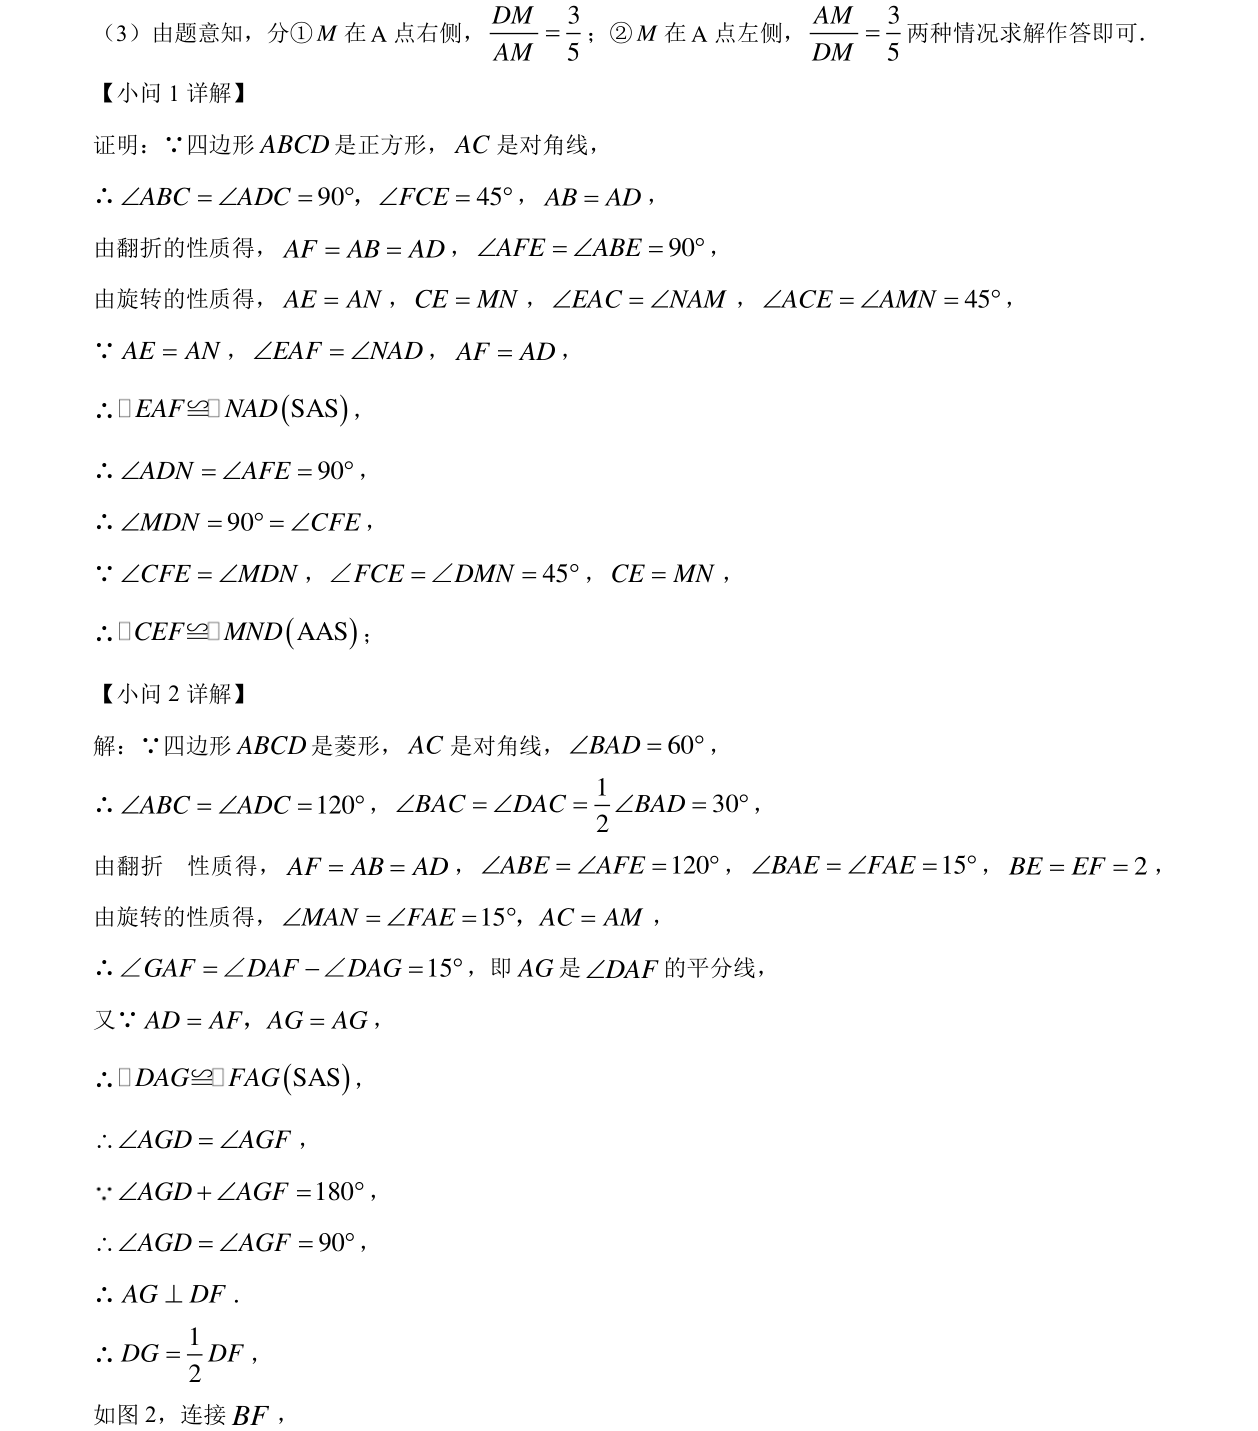 （3）由题意知，分①M 在 A 点右侧，DM/AM = 3/5；②M 在 A 点左侧，AM/DM = 3/5 两种情况求解作答即可．
【小问 1 详解】
证明：∵四边形 ABCD 是正方形， AC 是对角线，
∴∠ABC = ∠ADC = 90°，∠FCE = 45°， AB = AD，
由翻折的性质得， AF = AB = AD，∠AFE = ∠ABE = 90°，
由旋转的性质得， AE = AN，CE = MN，∠EAC = ∠NAM，∠ACE = ∠AMN = 45°，
∵ AE = AN，∠EAF = ∠NAD， AF = AD，
∴□EAF≌□NAD(SAS)，
∴∠ADN = ∠AFE = 90°，
∴∠MDN = 90° = ∠CFE，
∵∠CFE = ∠MDN，∠FCE = ∠DMN = 45°，CE = MN，
∴□CEF≌□MND(AAS)；
【小问 2 详解】
解：∵四边形 ABCD 是菱形， AC 是对角线，∠BAD = 60°，
∴∠ABC = ∠ADC = 120°，∠BAC = ∠DAC = 1/2∠BAD = 30°，
由翻折 性质得， AF = AB = AD，∠ABE = ∠AFE = 120°，∠BAE = ∠FAE = 15°，BE = EF = 2，
由旋转的性质得，∠MAN = ∠FAE = 15°，AC = AM，
∴∠GAF = ∠DAF − ∠DAG = 15°，即 AG 是∠DAF 的平分线，
又∵ AD = AF，AG = AG，
∴□DAG≌□FAG(SAS)，
∴∠AGD = ∠AGF，
∵∠AGD + ∠AGF = 180°，
∴∠AGD = ∠AGF = 90°，
∴ AG ⊥ DF．
∴ DG = 1/2 DF，
如图 2，连接 BF，